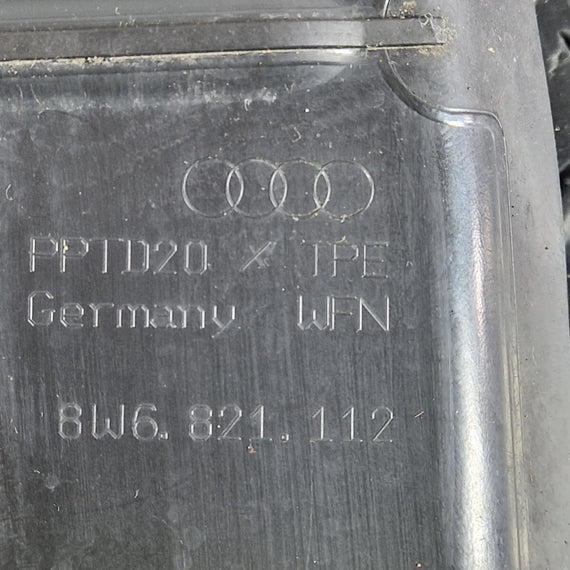 PPTD20 × TPE
Germany WFN
8W6.821.112